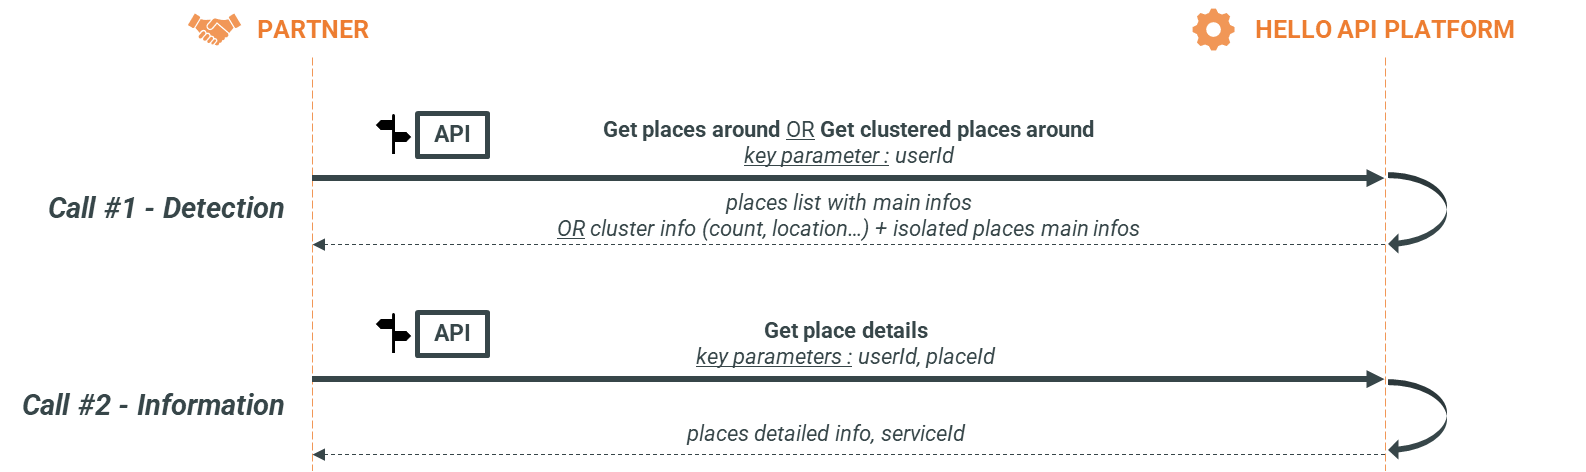 PARTNER
HELLO API PLATFORM
API
Get places around OR Get clustered places around
key parameter : userId
Call #1 - Detection
places list with main infos
OR cluster info (count, location...) + isolated places main infos
API
Get place details
key parameters : userId, placeId
Call #2 - Information
places detailed info, serviceId